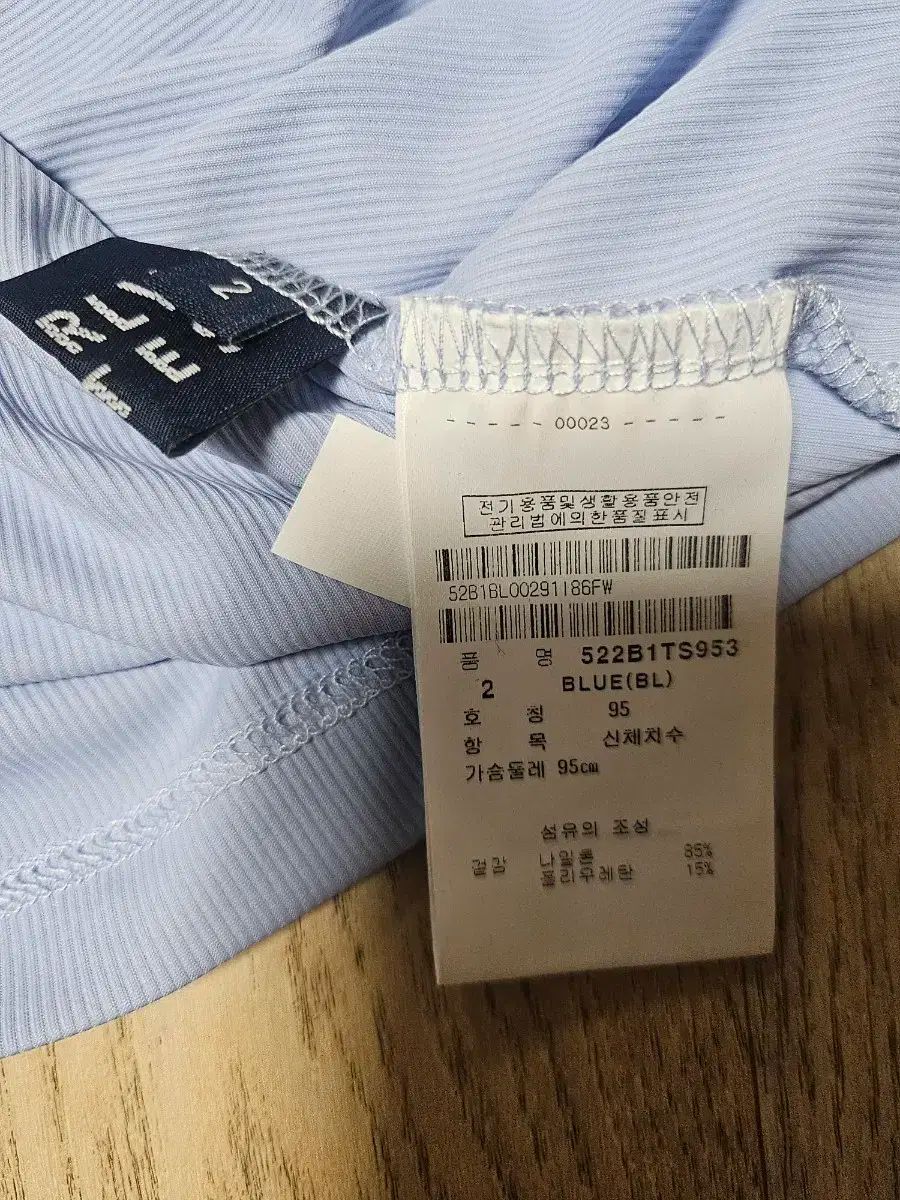 RLY
LE
2
- - - - - 00023 - - - - -
전기용품및생활용품안전
관리법에의한품질표시
52B1BL00291186FW
품 명 522B1TS953
2 BLUE(BL)
호 칭 95
항 목 신체치수
가슴둘레 95㎝
섬유의 조성
겉감 나일론 85%
폴리우레탄 15%